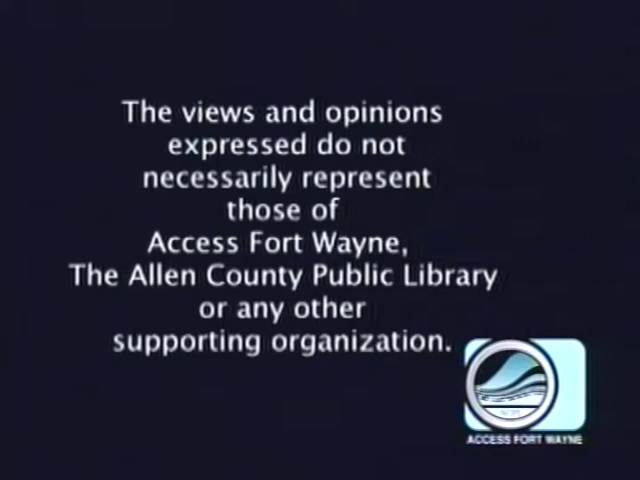 The views and opinions
expressed do not
necessarily represent
those of
Access Fort Wayne,
The Allen County Public Library
or any other
supporting organization.
ACCESS FORT WAYNE